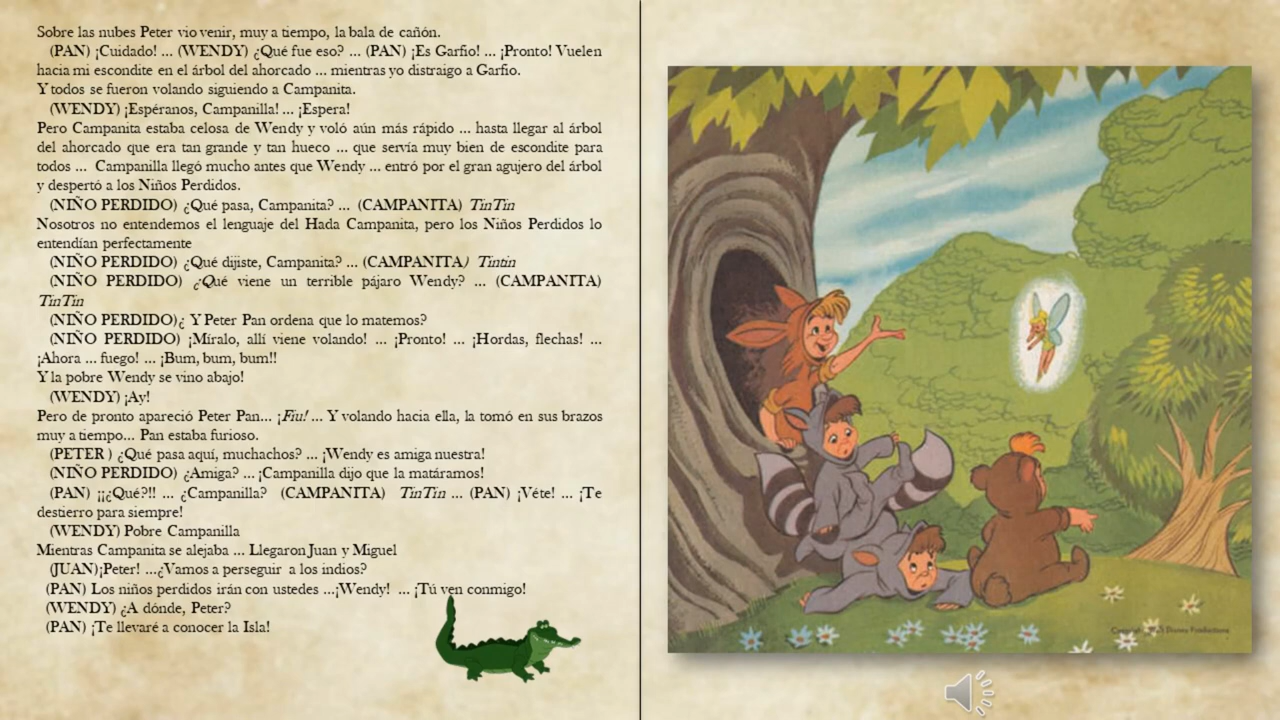 Sobre las nubes Peter vio venir, muy a tiempo, la bala de cañón.
(PAN) ¡Cuidado! ... (WENDY) ¿Qué fue eso? ... (PAN) ¡Es Garfio! ... ¡Pronto! Vuelen
hacia mi escondite en el árbol del ahorcado ... mientras yo distraigo a Garfio.
Y todos se fueron volando siguiendo a Campanita.
(WENDY) ¡Espéranos, Campanilla! ... ¡Espera!
Pero Campanita estaba celosa de Wendy y voló aún más rápido ... hasta llegar al árbol
del ahorcado que era tan grande y tan hueco ... que servía muy bien de escondite para
todos ... Campanilla llegó mucho antes que Wendy ... entró por el gran agujero del árbol
y despertó a los Niños Perdidos.
(NIÑO PERDIDO) ¿Qué pasa, Campanita? ... (CAMPANITA) TinTin
Nosotros no entendemos el lenguaje del Hada Campanita, pero los Niños Perdidos lo
entendían perfectamente
(NIÑO PERDIDO) ¿Qué dijiste, Campanita? ... (CAMPANITA) Tintin
(NIÑO PERDIDO) ¿Qué viene un terrible pájaro Wendy? ... (CAMPANITA)
TinTin
(NIÑO PERDIDO)¿ Y Peter Pan ordena que lo matemos?
(NIÑO PERDIDO) ¡Míralo, allí viene volando! ... ¡Pronto! ... ¡Hordas, flechas! ...
¡Ahora ... fuego! ... ¡Bum, bum, bum!!
Y la pobre Wendy se vino abajo!
(WENDY) ¡Ay!
Pero de pronto apareció Peter Pan... ¡Fiu! ... Y volando hacia ella, la tomó en sus brazos
muy a tiempo... Pan estaba furioso.
(PETER ) ¿Qué pasa aquí, muchachos? ... ¡Wendy es amiga nuestra!
(NIÑO PERDIDO) ¿Amiga? ... ¡Campanilla dijo que la matáramos!
(PAN) ¡¡¿Qué?!! ... ¿Campanilla? (CAMPANITA) TinTin ... (PAN) ¡Véte! ... ¡Te
destierro para siempre!
(WENDY) Pobre Campanilla
Mientras Campanita se alejaba ... Llegaron Juan y Miguel
(JUAN)¡Peter! ...¿Vamos a perseguir a los indios?
(PAN) Los niños perdidos irán con ustedes ...¡Wendy! ... ¡Tú ven conmigo!
(WENDY) ¿A dónde, Peter?
(PAN) ¡Te llevaré a conocer la Isla!
Disney Productions